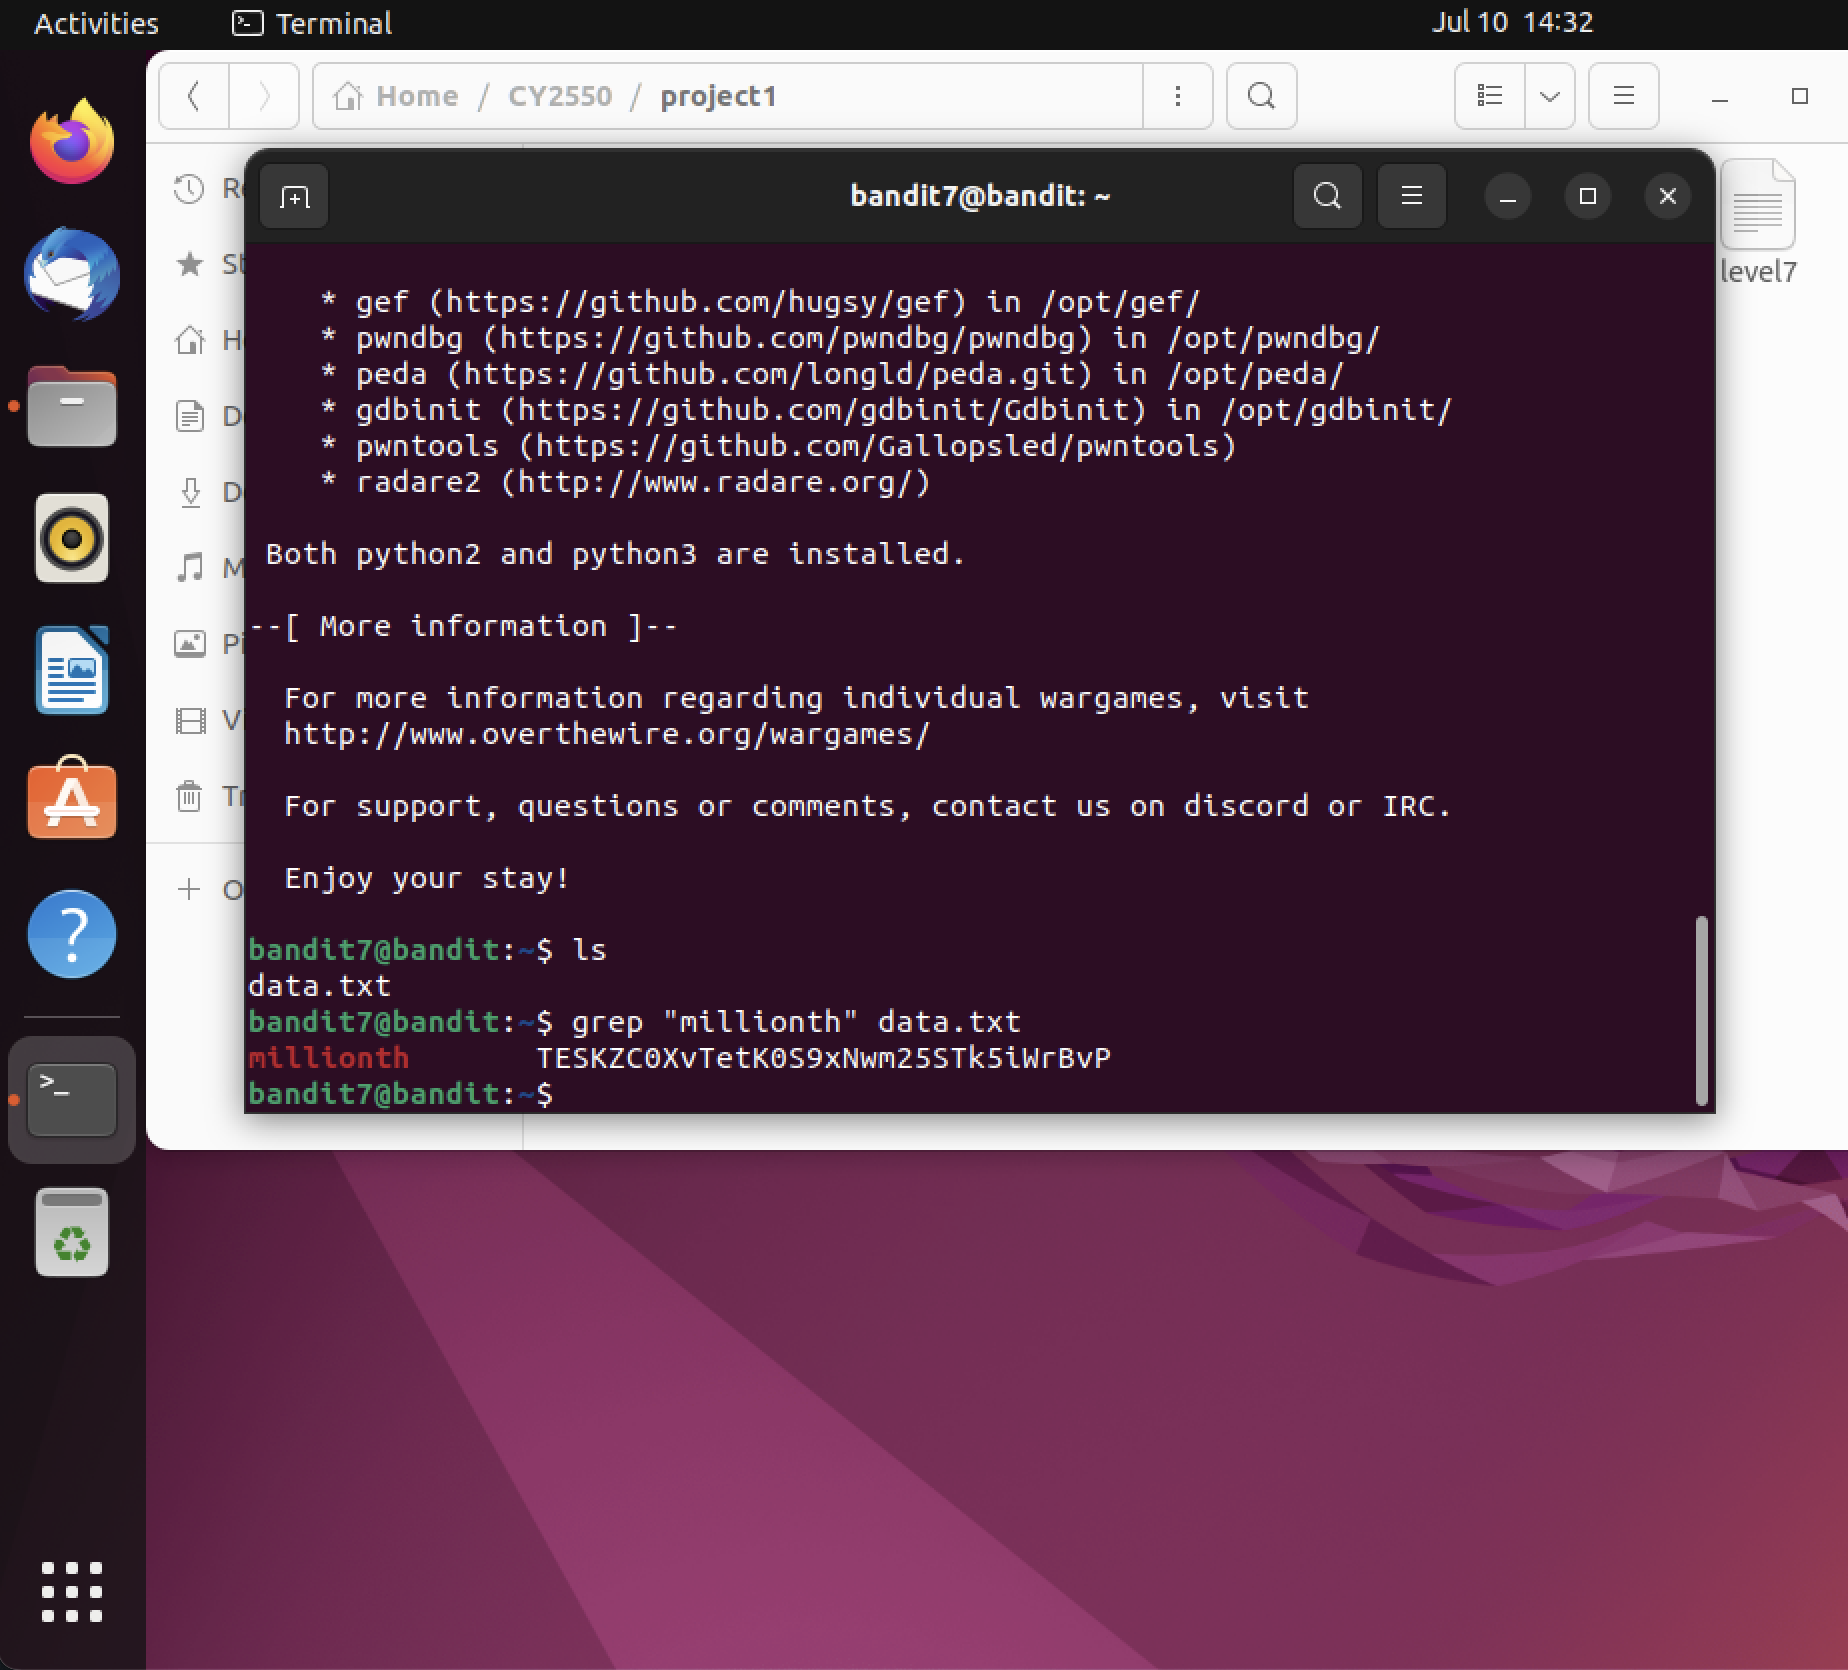 Activities
Terminal
Jul 10 14:32
Home / CY2550 / project1
bandit7@bandit: ~
level7
* gef (https://github.com/hugsy/gef) in /opt/gef/
* pwndbg (https://github.com/pwndbg/pwndbg) in /opt/pwndbg/
* peda (https://github.com/longld/peda.git) in /opt/peda/
* gdbinit (https://github.com/gdbinit/Gdbinit) in /opt/gdbinit/
* pwntools (https://github.com/Gallopsled/pwntools)
* radare2 (http://www.radare.org/)
Both python2 and python3 are installed.
--[ More information ]--
For more information regarding individual wargames, visit
http://www.overthewire.org/wargames/
For support, questions or comments, contact us on discord or IRC.
Enjoy your stay!
bandit7@bandit:~$ ls
data.txt
bandit7@bandit:~$ grep "millionth" data.txt
millionth TESKZC0XvTetK0S9xNwm25STk5iWrBvP
bandit7@bandit:~$